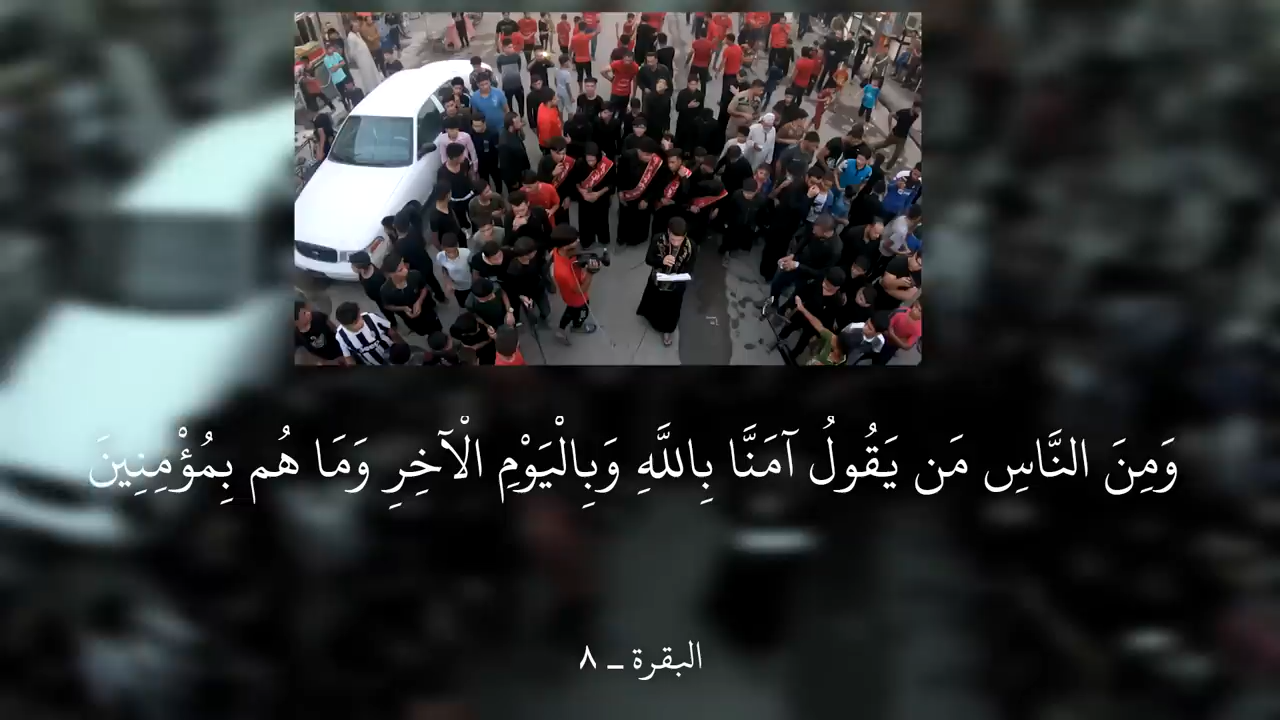 وَمِنَ النَّاسِ مَن يَقُولُ آمَنَّا بِاللَّهِ وَبِالْيَوْمِ الْآخِرِ وَمَا هُم بِمُؤْمِنِينَ
البقرة ـ ٨